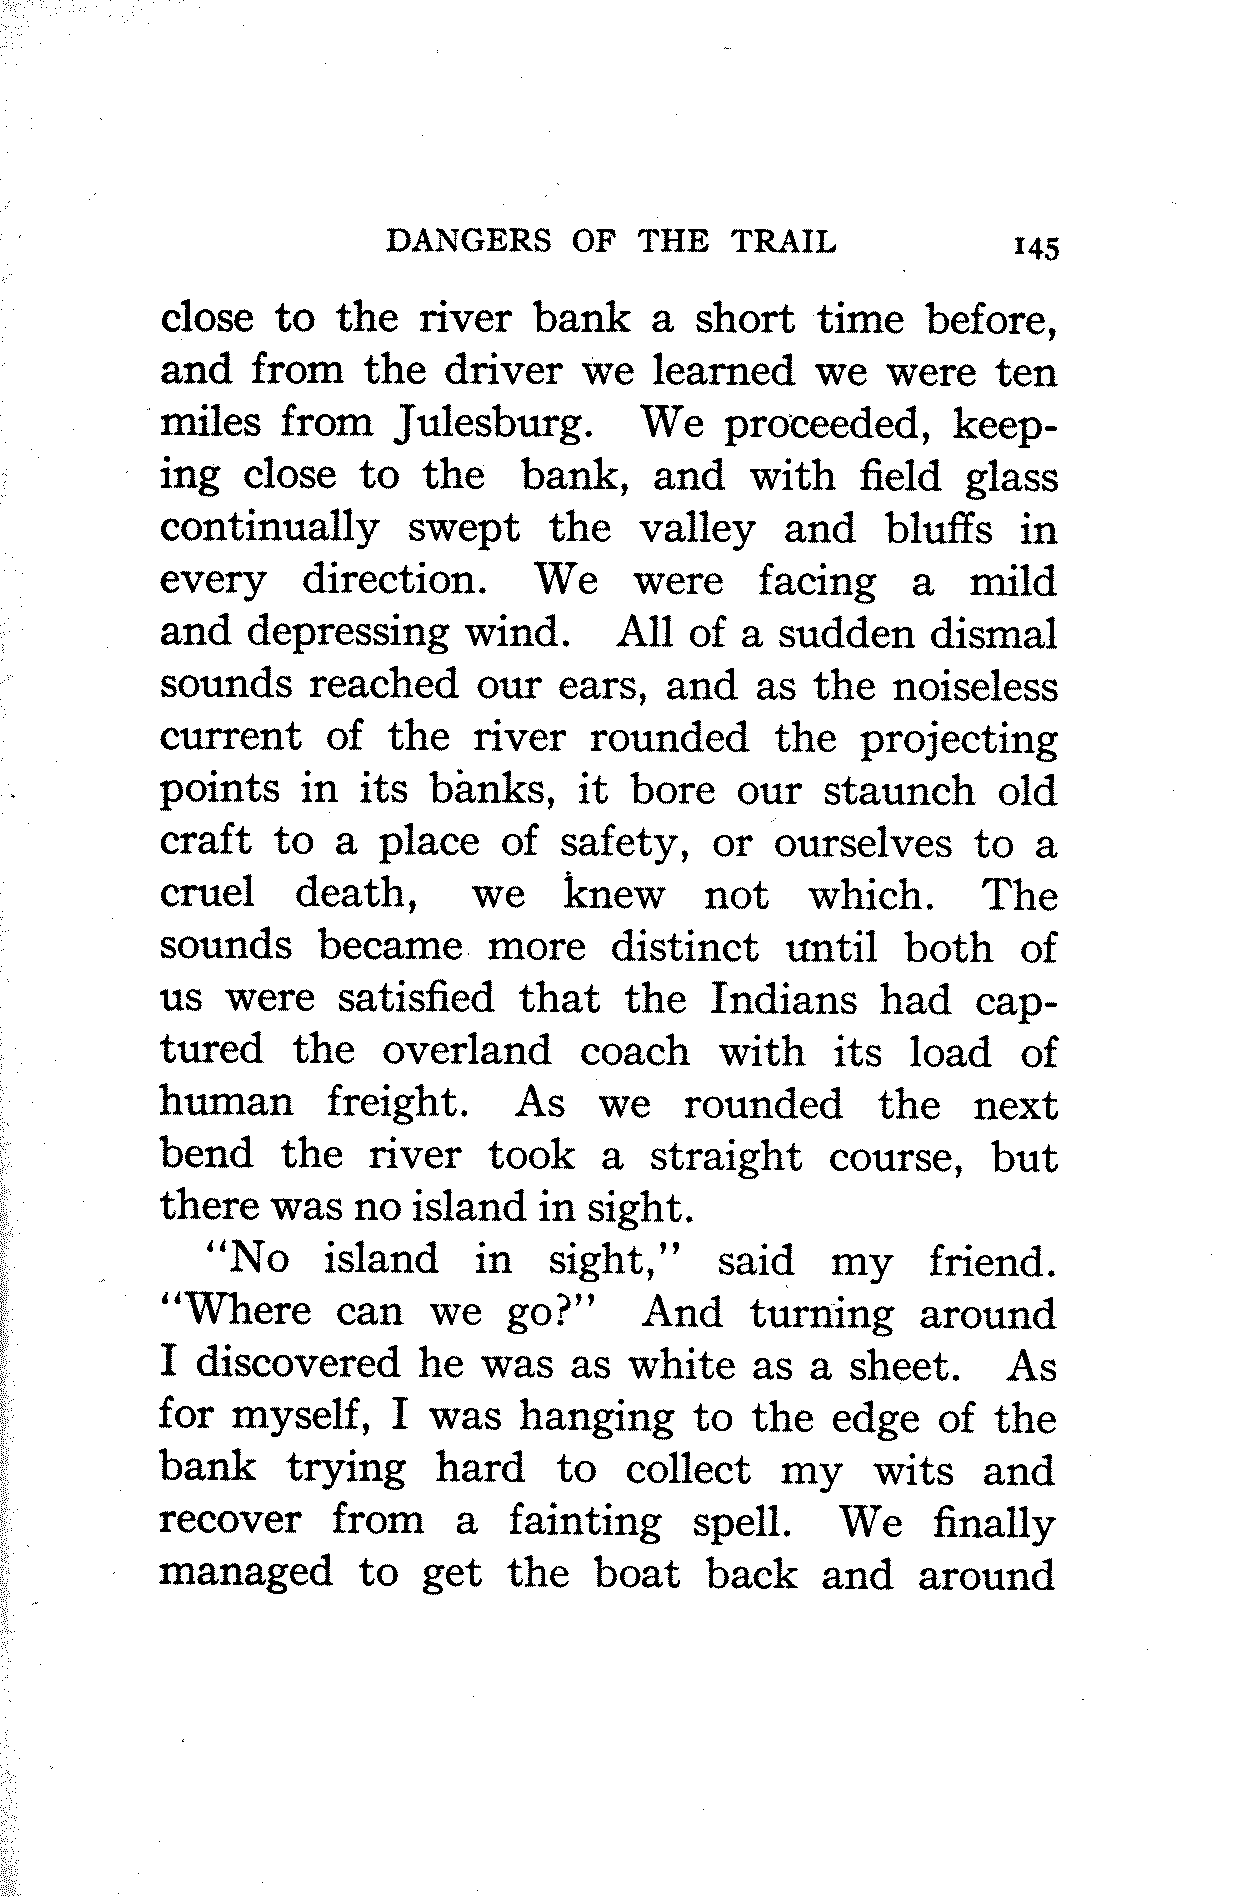 DANGERS OF THE TRAIL 145
close to the river bank a short time before,
and from the driver we learned we were ten
miles from Julesburg. We proceeded, keep-
ing close to the bank, and with field glass
continually swept the valley and bluffs in
every direction. We were facing a mild
and depressing wind. All of a sudden dismal
sounds reached our ears, and as the noiseless
current of the river rounded the projecting
points in its banks, it bore our staunch old
craft to a place of safety, or ourselves to a
cruel death, we knew not which. The
sounds became more distinct until both of
us were satisfied that the Indians had cap-
tured the overland coach with its load of
human freight. As we rounded the next
bend the river took a straight course, but
there was no island in sight.
"No island in sight," said my friend.
"Where can we go?" And turning around
I discovered he was as white as a sheet. As
for myself, I was hanging to the edge of the
bank trying hard to collect my wits and
recover from a fainting spell. We finally
managed to get the boat back and around